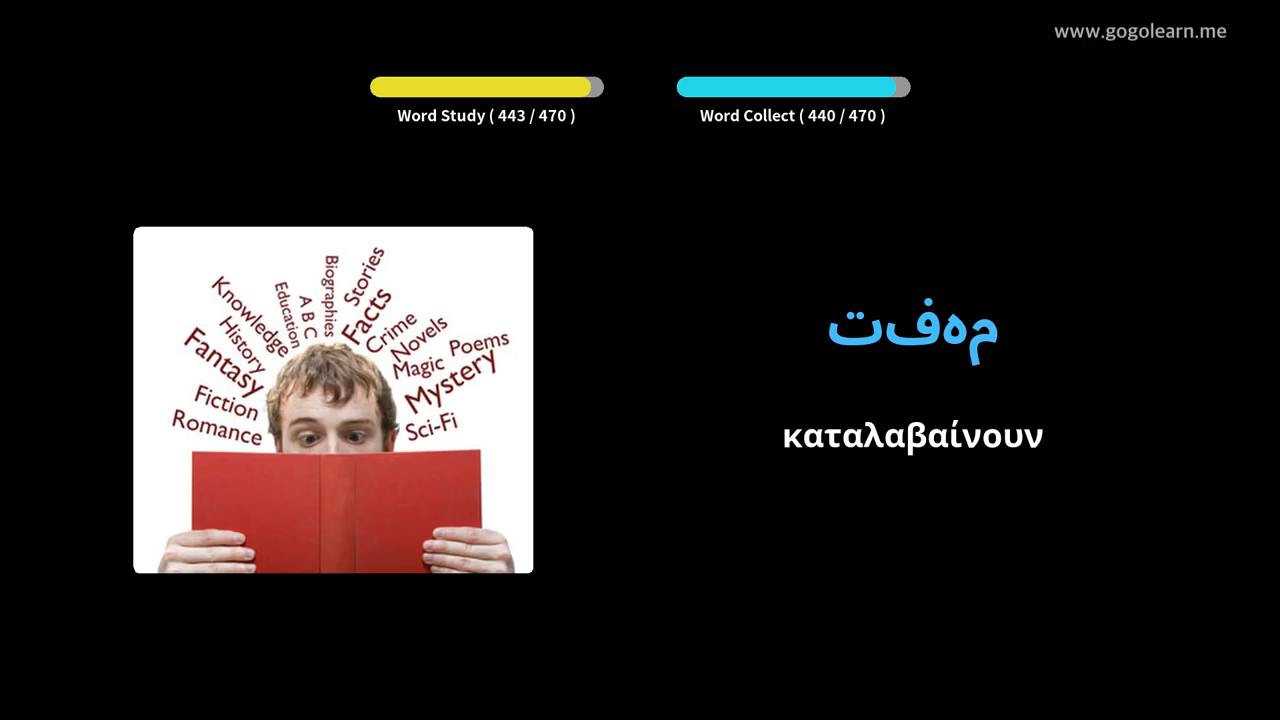 www.gogolearn.me
Word Study ( 443 / 470 )
Word Collect ( 440 / 470 )
Knowledge
Education
A B C
Biographies
Stories
Facts
History
Crime
Novels
Fantasy
Magic
Poems
Mystery
Fiction
Romance
Sci-Fi
مهفت
καταλαβαίνουν